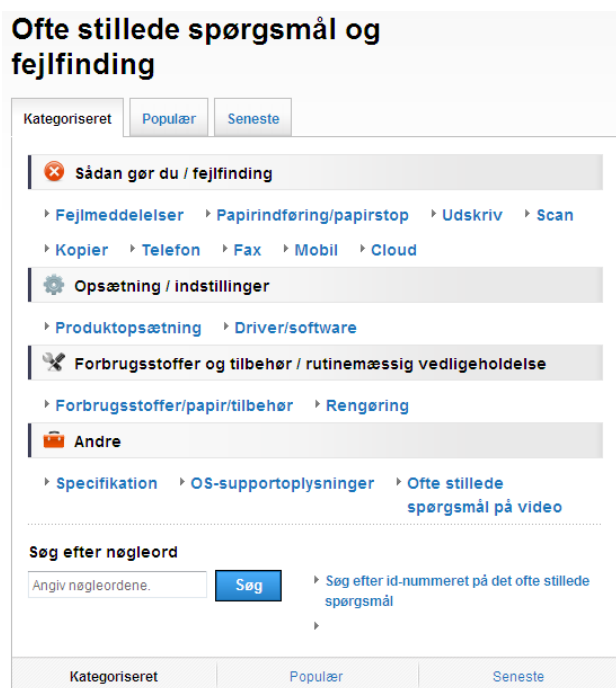 Ofte stillede spørgsmål og
fejlfinding
Kategoriseret Populær Seneste
Sådan gør du / fejlfinding
Fejlmeddelelser Papirindføring/papirstop Udskriv Scan
Kopier Telefon Fax Mobil Cloud
Opsætning / indstillinger
Produktopsætning Driver/software
Forbrugsstoffer og tilbehør / rutinemæssig vedligeholdelse
Forbrugsstoffer/papir/tilbehør Rengøring
Andre
Specifikation OS-supportoplysninger Ofte stillede
spørgsmål på video
Søg efter nøgleord
Angiv nøgleordene. Søg Søg efter id-nummeret på det ofte stillede
spørgsmål
Kategoriseret Populær Seneste